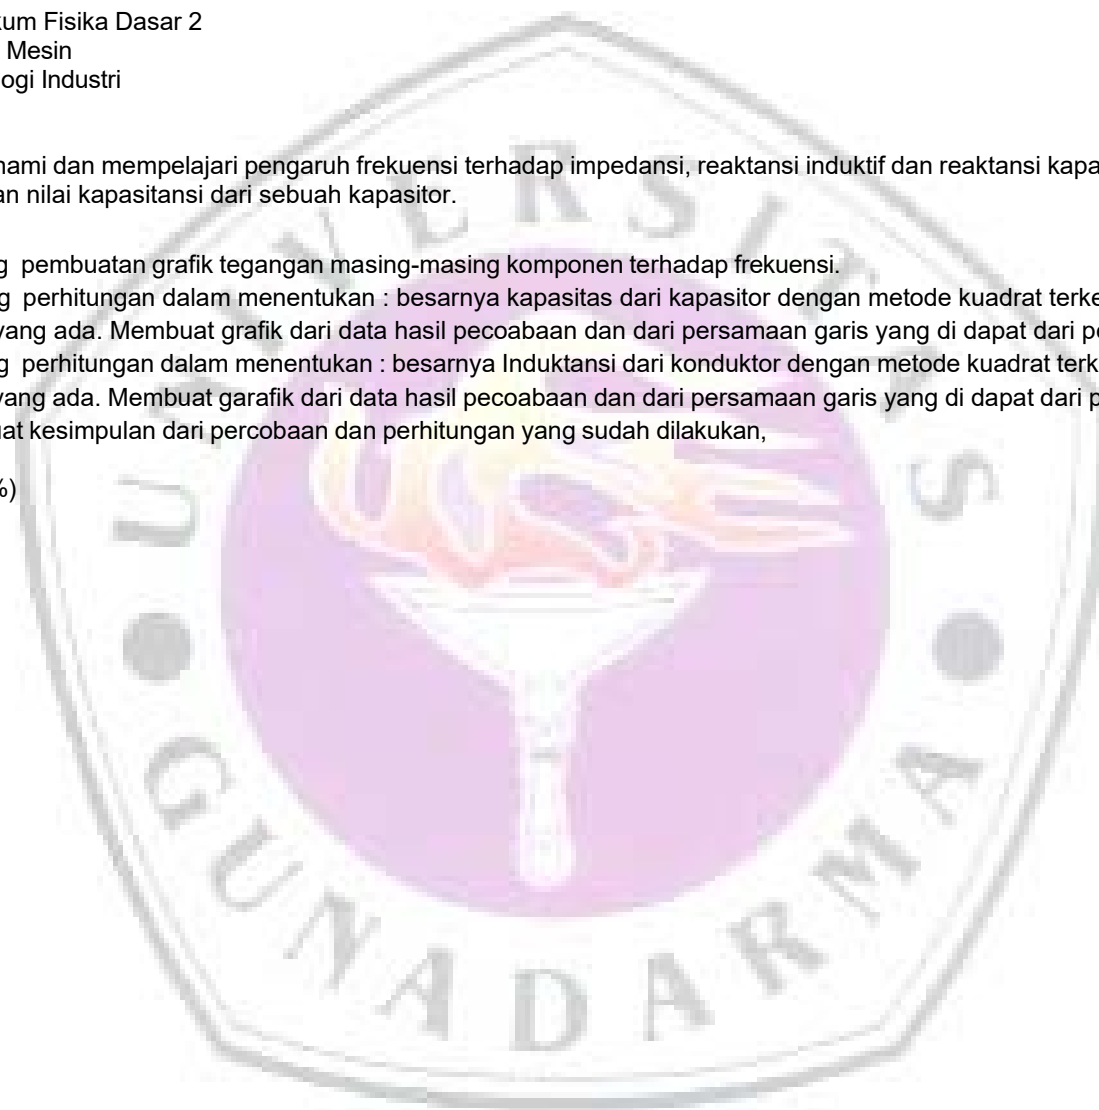 kum Fisika Dasar 2
Mesin
ogi Industri
nami dan mempelajari pengaruh frekuensi terhadap impedansi, reaktansi induktif dan reaktansi kapa
an nilai kapasitansi dari sebuah kapasitor.
g pembuatan grafik tegangan masing-masing komponen terhadap frekuensi.
g perhitungan dalam menentukan : besarnya kapasitas dari kapasitor dengan metode kuadrat terke
yang ada. Membuat grafik dari data hasil pecoabaan dan dari persamaan garis yang di dapat dari pe
g perhitungan dalam menentukan : besarnya Induktansi dari konduktor dengan metode kuadrat terk
yang ada. Membuat garafik dari data hasil pecoabaan dan dari persamaan garis yang di dapat dari p
uat kesimpulan dari percobaan dan perhitungan yang sudah dilakukan,
%)
UNIVERSITAS
GUNADARMA